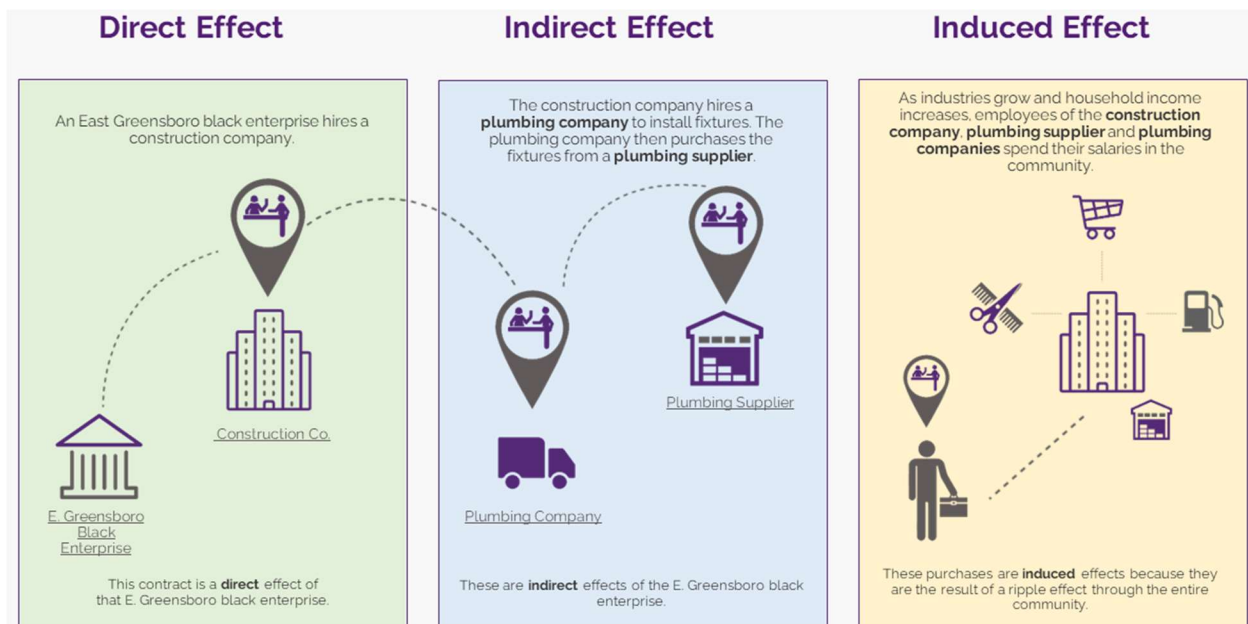 Direct Effect
An East Greensboro black enterprise hires a
construction company.
Construction Co.
E. Greensboro
Black
Enterprise
This contract is a direct effect of
that E. Greensboro black enterprise.
Indirect Effect
The construction company hires a
plumbing company to install fixtures. The
plumbing company then purchases the
fixtures from a plumbing supplier.
Plumbing Supplier
Plumbing Company
These are indirect effects of the E. Greensboro black
enterprise.
Induced Effect
As industries grow and household income
increases, employees of the construction
company, plumbing supplier and plumbing
companies spend their salaries in the
community.
These purchases are induced effects because they
are the result of a ripple effect through the entire
community.